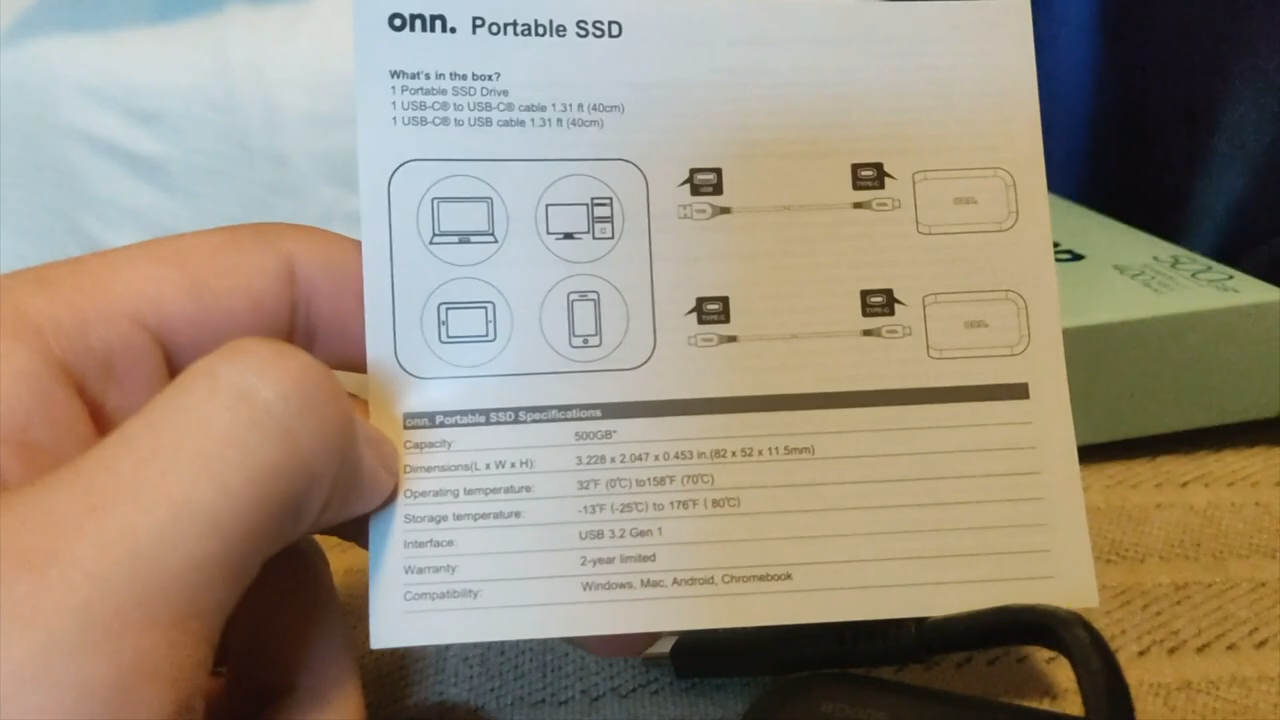 onn. Portable SSD
What's in the box?
1 Portable SSD Drive
1 USB-C® to USB-C® cable 1.31 ft (40cm)
1 USB-C® to USB cable 1.31 ft (40cm)
USB
TYPE-C
onn.
TYPE-C
TYPE-C
onn.
500GB
onn. Portable SSD Specifications
Capacity: 500GB*
Dimensions(L x W x H): 3.228 x 2.047 x 0.453 in.(82 x 52 x 11.5mm)
Operating temperature: 32°F (0°C) to158°F (70°C)
Storage temperature: -13°F (-25°C) to 176°F ( 80°C)
Interface: USB 3.2 Gen 1
Warranty: 2-year limited
Compatibility: Windows, Mac, Android, Chromebook